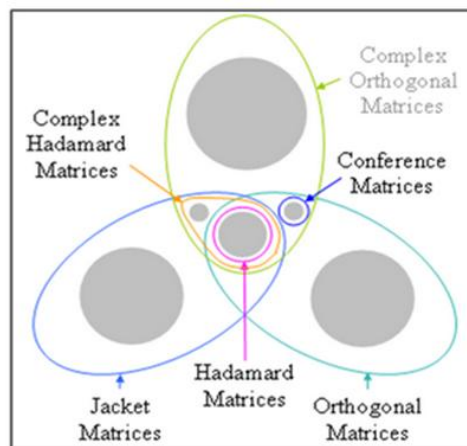 Complex
Orthogonal
Matrices
Complex
Hadamard
Matrices
Conference
Matrices
Hadamard
Matrices
Jacket
Matrices
Orthogonal
Matrices